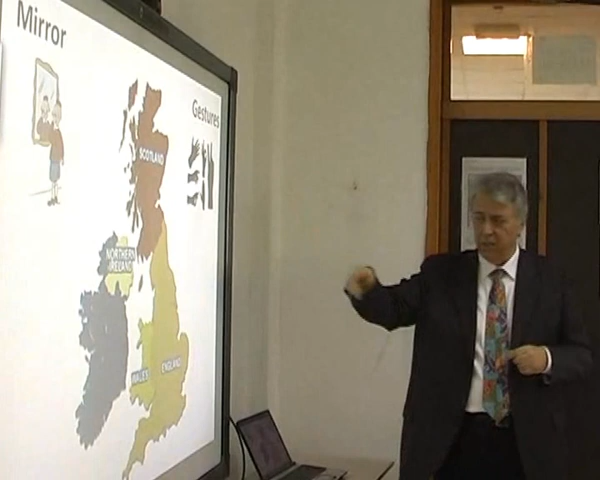 Mirror
Gestures
SCOTLAND
NORTHERN
IRELAND
WALES
ENGLAND